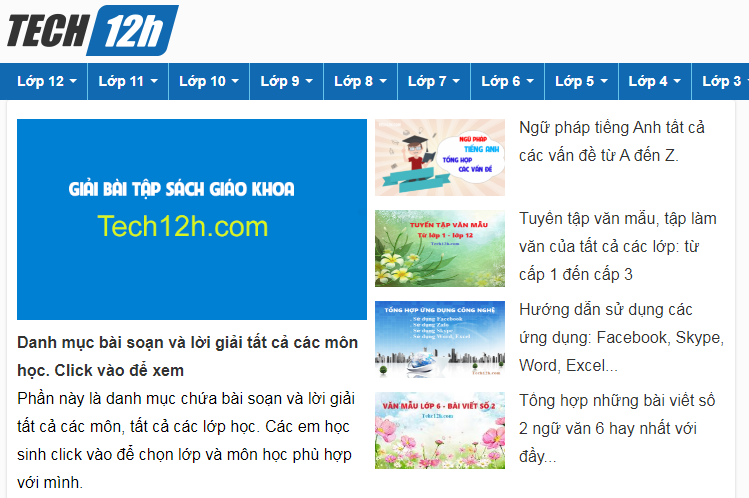 TECH 12h
Lớp 12 Lớp 11 Lớp 10 Lớp 9 Lớp 8 Lớp 7 Lớp 6 Lớp 5 Lớp 4 Lớp 3
GIẢI BÀI TẬP SÁCH GIÁO KHOA
Tech12h.com
Danh mục bài soạn và lời giải tất cả các môn
học. Click vào để xem
Phần này là danh mục chứa bài soạn và lời giải
tất cả các môn, tất cả các lớp học. Các em học
sinh click vào để chọn lớp và môn học phù hợp
với mình.
NGỮ PHÁP
TIẾNG ANH
TỔNG HỢP
CÁC VẤN ĐỀ
Ngữ pháp tiếng Anh tất cả
các vấn đề từ A đến Z.
TUYỂN TẬP VĂN MẪU
Từ lớp 1 - lớp 12
Tech12h.com
Tuyên tập văn mẫu, tập làm
văn của tất cả các lớp: từ
cấp 1 đến cấp 3
TỔNG HỢP ỨNG DỤNG CÔNG NGHỆ
- Sử dụng Facebook
- Sử dụng Zalo
- Sử dụng Skype
- Sử dụng Word, Excel
Tech12h.com
Hướng dẫn sử dụng các
ứng dụng: Facebook, Skype,
Word, Excel...
VĂN MẪU LỚP 6 - BÀI VIẾT SỐ 2
Tech12h.com
Tổng hợp những bài viết số
2 ngữ văn 6 hay nhất với
đầy...